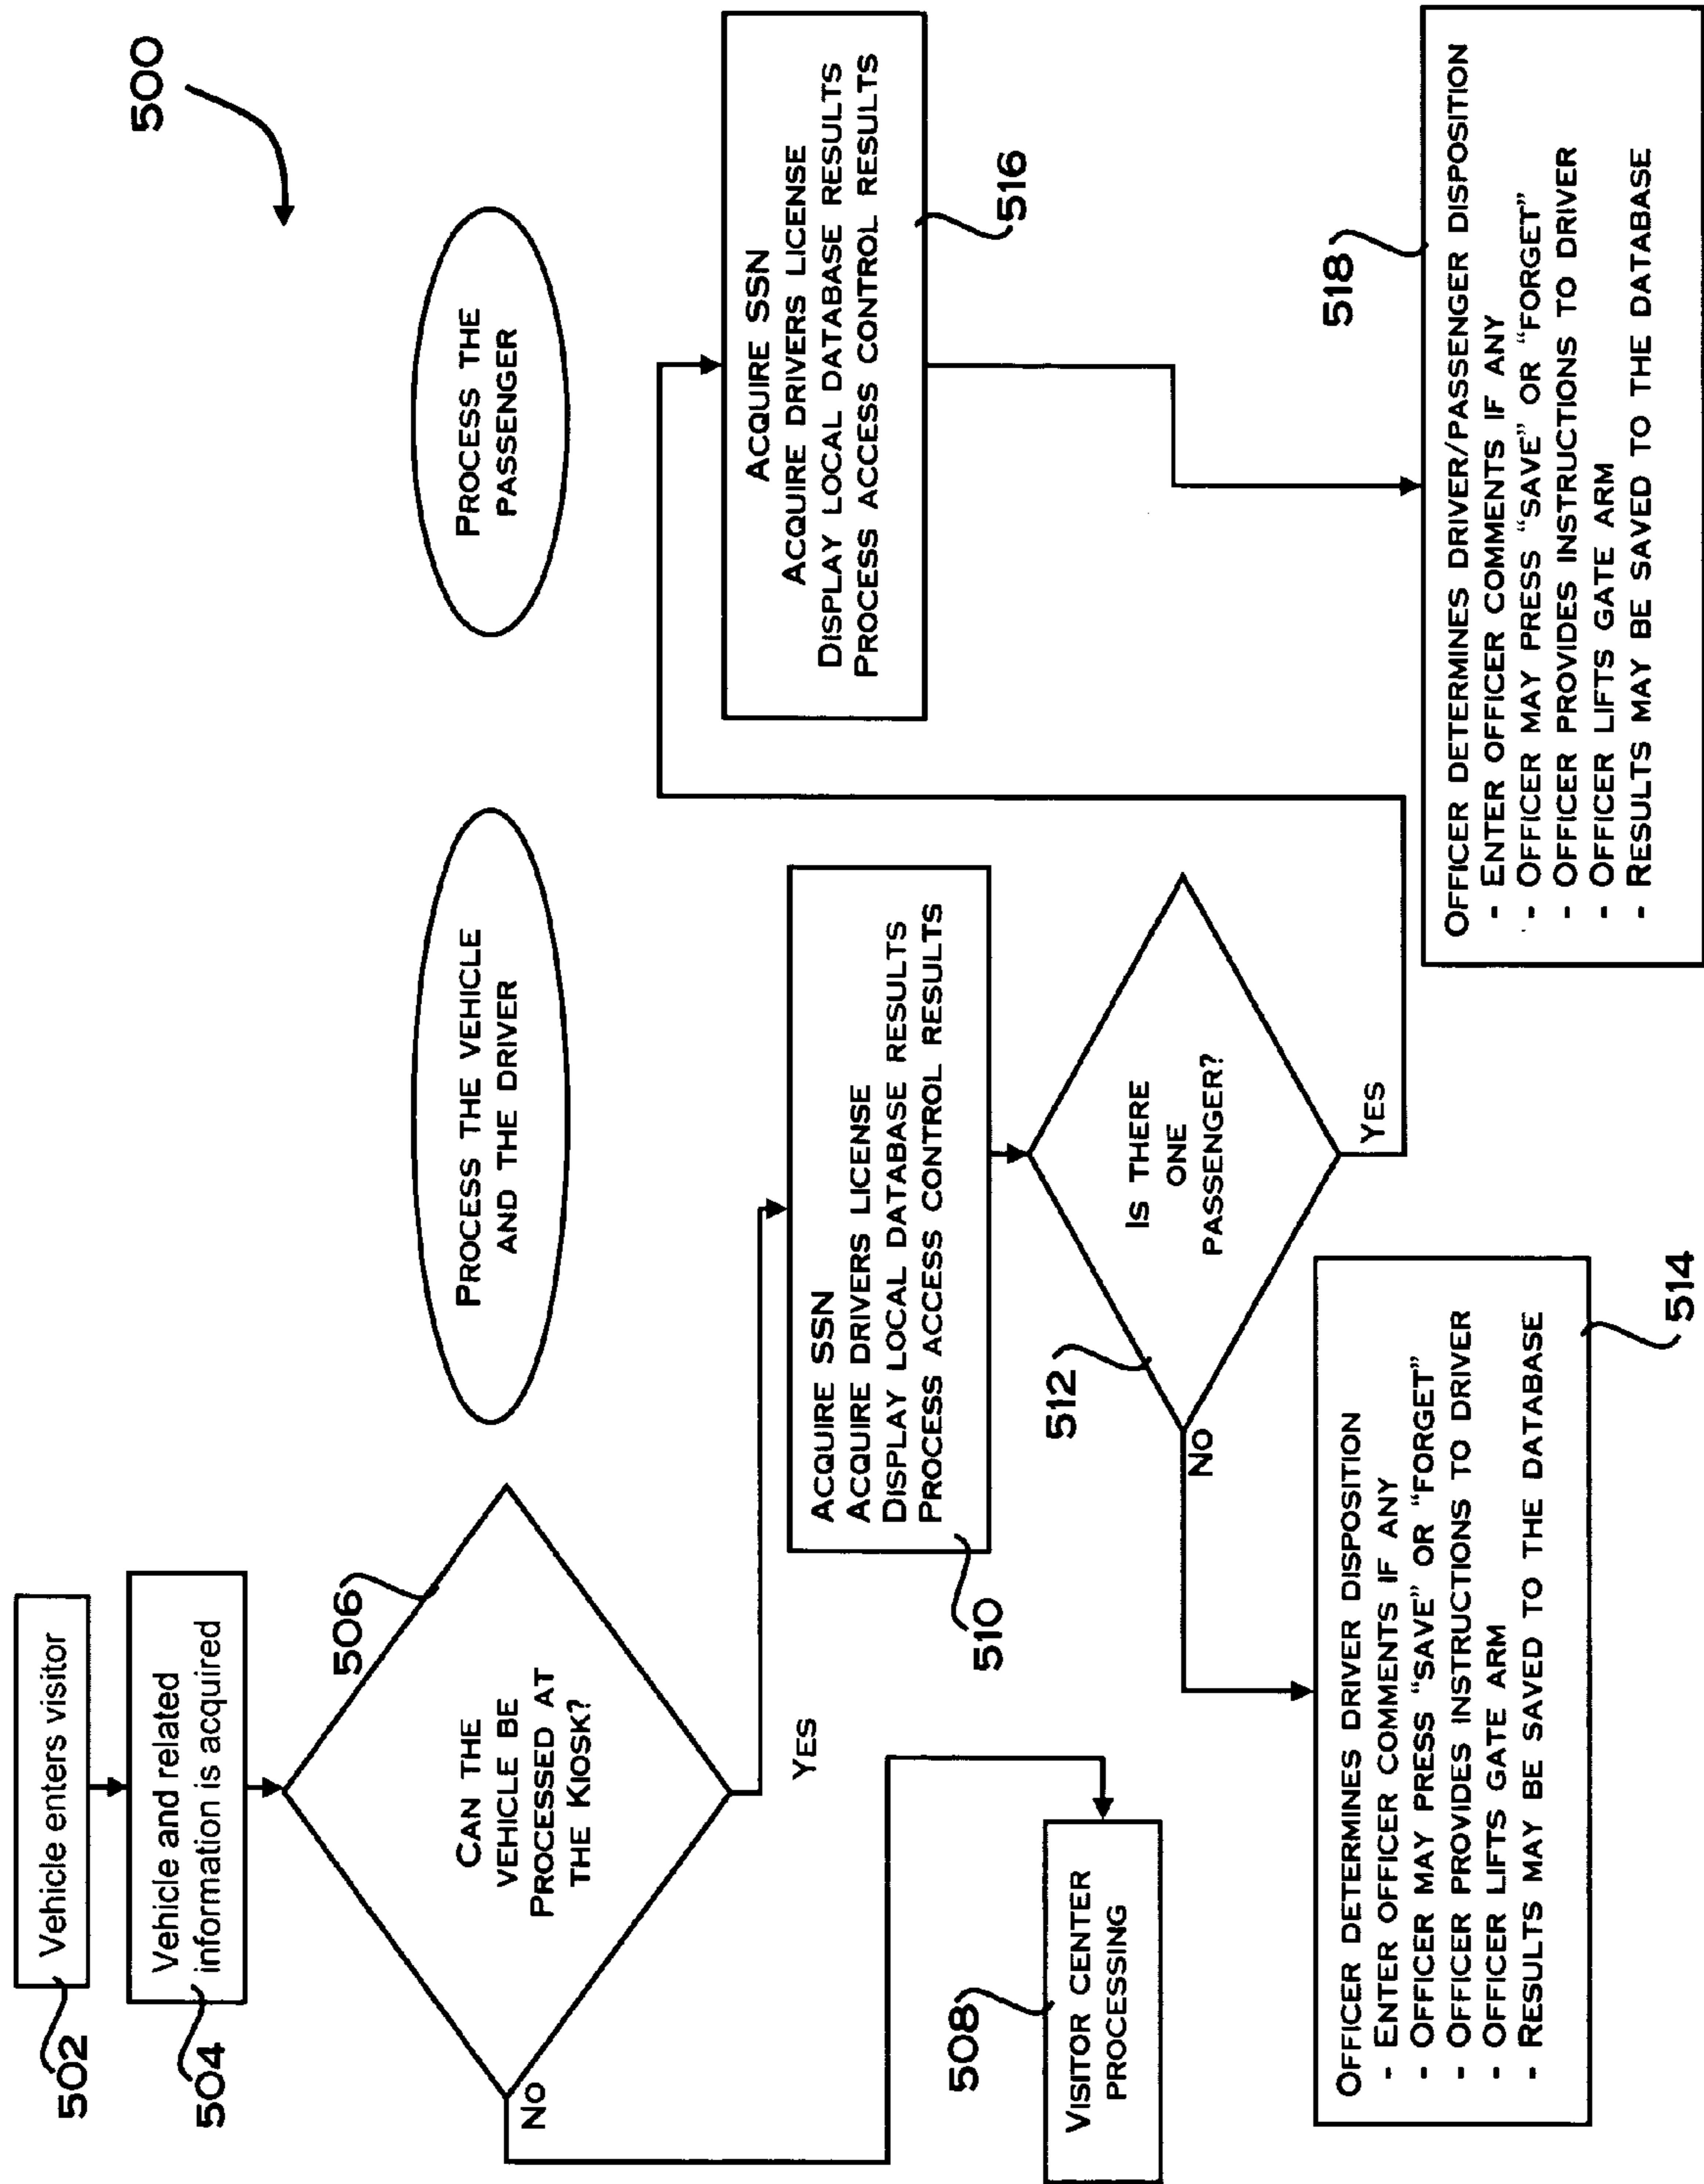 500
502
Vehicle enters visitor
504
Vehicle and related
information is acquired
506
CAN THE
VEHICLE BE
PROCESSED AT
THE KIOSK?
NO
YES
508
VISITOR CENTER
PROCESSING
PROCESS THE VEHICLE
AND THE DRIVER
510
ACQUIRE SSN
ACQUIRE DRIVERS LICENSE
DISPLAY LOCAL DATABASE RESULTS
PROCESS ACCESS CONTROL RESULTS
512
IS THERE
ONE
PASSENGER?
NO
YES
OFFICER DETERMINES DRIVER DISPOSITION
- ENTER OFFICER COMMENTS IF ANY
- OFFICER MAY PRESS "SAVE" OR "FORGET"
- OFFICER PROVIDES INSTRUCTIONS TO DRIVER
- OFFICER LIFTS GATE ARM
- RESULTS MAY BE SAVED TO THE DATABASE
514
PROCESS THE
PASSENGER
ACQUIRE SSN
ACQUIRE DRIVERS LICENSE
DISPLAY LOCAL DATABASE RESULTS
PROCESS ACCESS CONTROL RESULTS
516
518
OFFICER DETERMINES DRIVER/PASSENGER DISPOSITION
- ENTER OFFICER COMMENTS IF ANY
- OFFICER MAY PRESS "SAVE" OR "FORGET"
- OFFICER PROVIDES INSTRUCTIONS TO DRIVER
- OFFICER LIFTS GATE ARM
- RESULTS MAY BE SAVED TO THE DATABASE